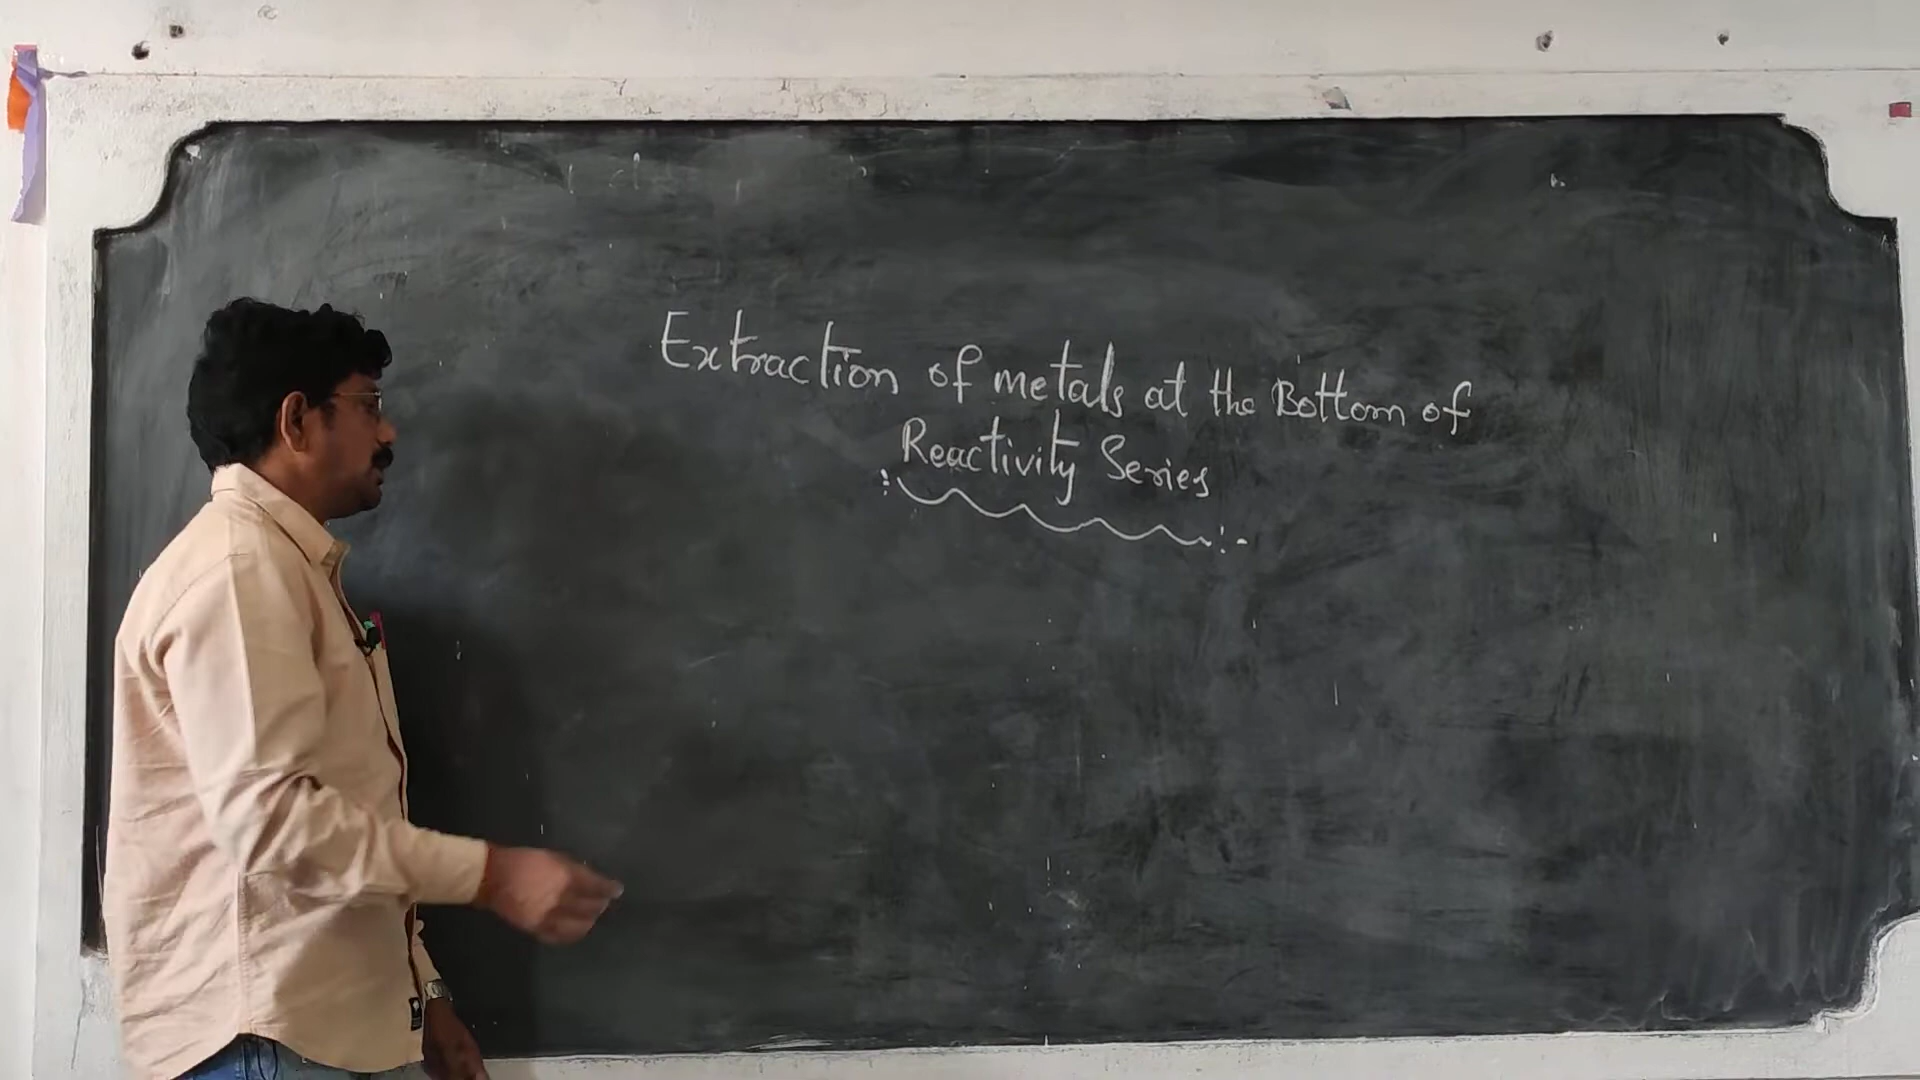 Extraction of metals at the Bottom of
Reactivity Series